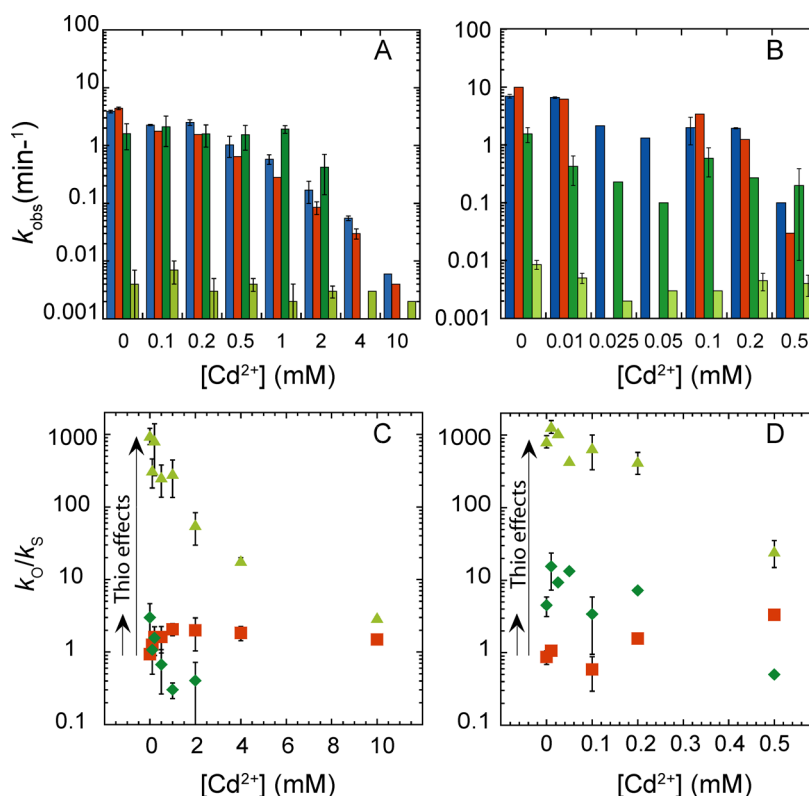 A
B
k_obs(min-¹)
100
10
1
0.1
0.01
0.001
100
10
1
0.1
0.01
0.001
0 0.1 0.2 0.5 1 2 4 10
0 0.01 0.025 0.05 0.1 0.2 0.5
[Cd²⁺] (mM)
[Cd²⁺] (mM)
C
D
k_O/k_S
1000
100
10
1
0.1
1000
100
10
1
0.1
Thio effects
Thio effects
0 2 4 6 8 10
0 0.1 0.2 0.3 0.4 0.5
[Cd²⁺] (mM)
[Cd²⁺] (mM)